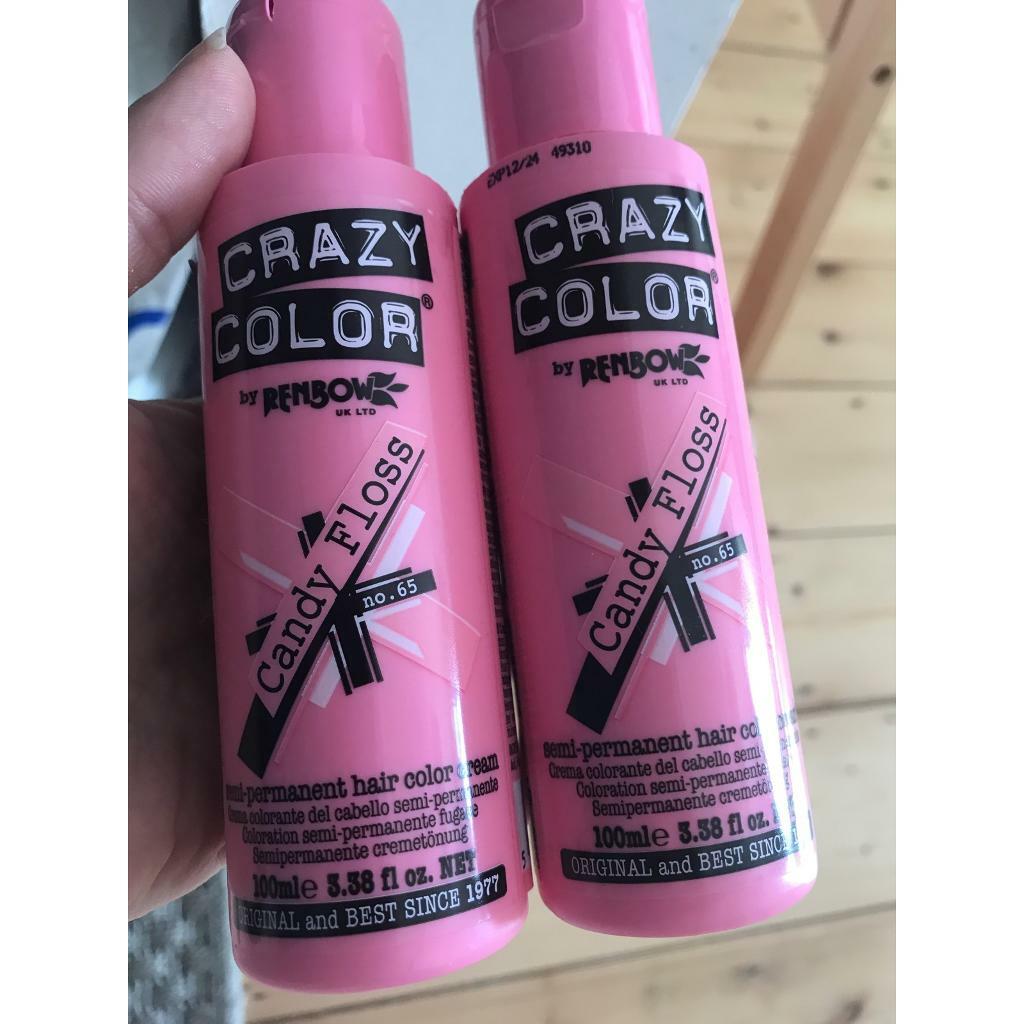 CRAZY
COLOR®
by RENBOW
UK LTD
Candy Floss
no.65
semi-permanent hair color cream
Crema colorante del cabello semi-permanente
Coloration semi-permanente fugace
Semipermanente cremetönung
100ml℮ 3.38 fl oz. NET
ORIGINAL and BEST SINCE 1977
EXP12/24 49310
CRAZY
COLOR®
by RENBOW
UK LTD
Candy Floss
no.65
semi-permanent hair
Crema colorante del cabello semi-
Coloration semi-permanente
Semipermanente cremetön
100ml℮ 3.38 fl oz.
ORIGINAL and BEST SINCE